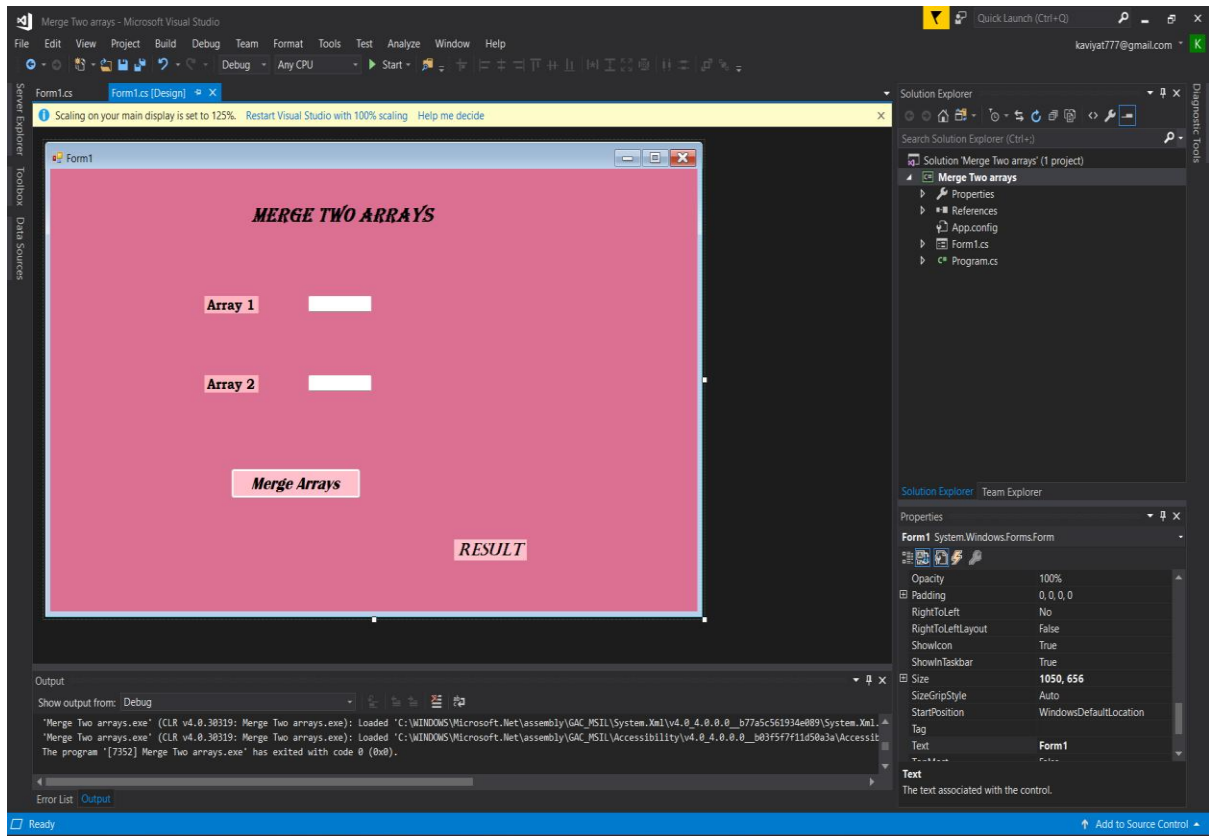 Merge Two arrays - Microsoft Visual Studio
Quick Launch (Ctrl+Q)
File Edit View Project Build Debug Team Format Tools Test Analyze Window Help
kaviyat777@gmail.com
K
Debug Any CPU Start
Server Explorer
Toolbox
Data Sources
Form1.cs Form1.cs [Design]
Scaling on your main display is set to 125%. Restart Visual Studio with 100% scaling Help me decide
Form1
MERGE TWO ARRAYS
Array 1
Array 2
Merge Arrays
RESULT
Output
Show output from: Debug
'Merge Two arrays.exe' (CLR v4.0.30319: Merge Two arrays.exe): Loaded 'C:\WINDOWS\Microsoft.Net\assembly\GAC_MSIL\System.Xml\v4.0_4.0.0.0__b77a5c561934e089\System.Xml.
'Merge Two arrays.exe' (CLR v4.0.30319: Merge Two arrays.exe): Loaded 'C:\WINDOWS\Microsoft.Net\assembly\GAC_MSIL\Accessibility\v4.0_4.0.0.0__b03f5f7f11d50a3a\Accessib
The program '[7352] Merge Two arrays.exe' has exited with code 0 (0x0).
Error List Output
Solution Explorer
Search Solution Explorer (Ctrl+;)
Solution 'Merge Two arrays' (1 project)
Merge Two arrays
Properties
References
App.config
Form1.cs
C# Program.cs
Solution Explorer Team Explorer
Properties
Form1 System.Windows.Forms.Form
Opacity 100%
Padding 0, 0, 0, 0
RightToLeft No
RightToLeftLayout False
ShowIcon True
ShowInTaskbar True
Size 1050, 656
SizeGripStyle Auto
StartPosition WindowsDefaultLocation
Tag
Text Form1
Text
The text associated with the control.
Diagnostic Tools
Ready
Add to Source Control